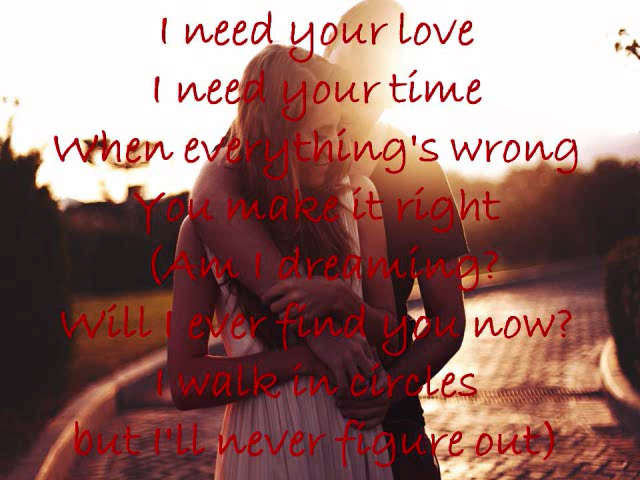 I need your love
I need your time
When everything's wrong
You make it right
(Am I dreaming?
Will I ever find you now?
I walk in circles
but I'll never figure out)